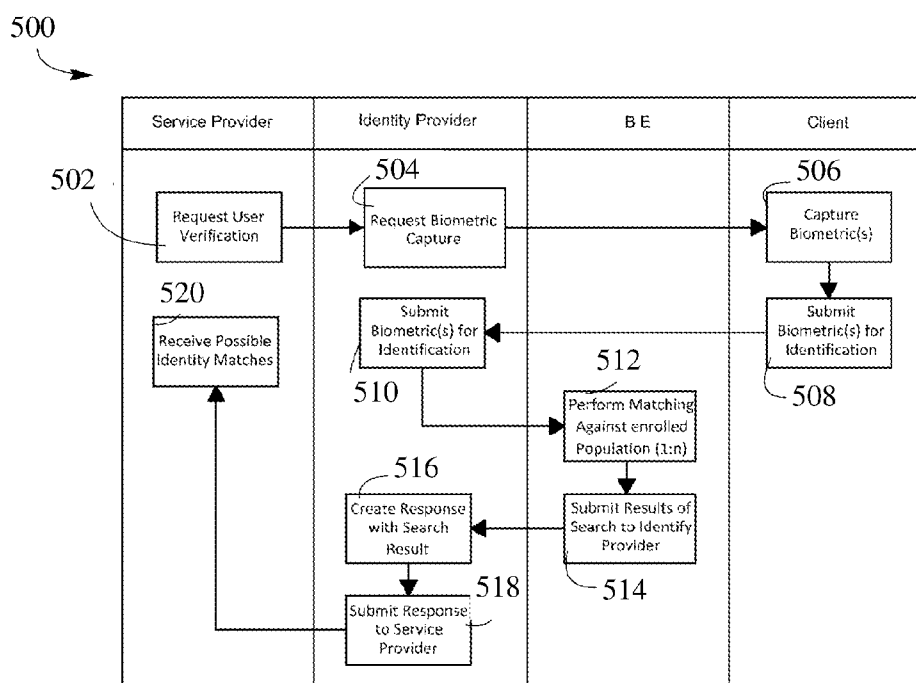 500
Service Provider
Identity Provider
B E
Client
502
504
506
Request User
Verification
Request Biometric
Capture
Capture
Biometric(s)
520
Receive Possible
Identity Matches
Submit
Biometric(s) for
Identification
510
Submit
Biometric(s) for
Identification
508
512
Perform Matching
Against enrolled
Population (1:n)
516
Create Response
with Search
Result
Submit Results of
Search to Identify
Provider
514
518
Submit Response
to Service
Provider